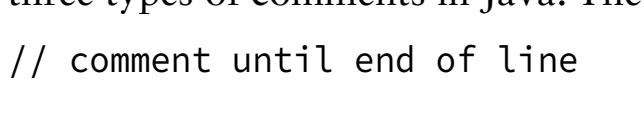 three types of comments in Java. The
// comment until end of line